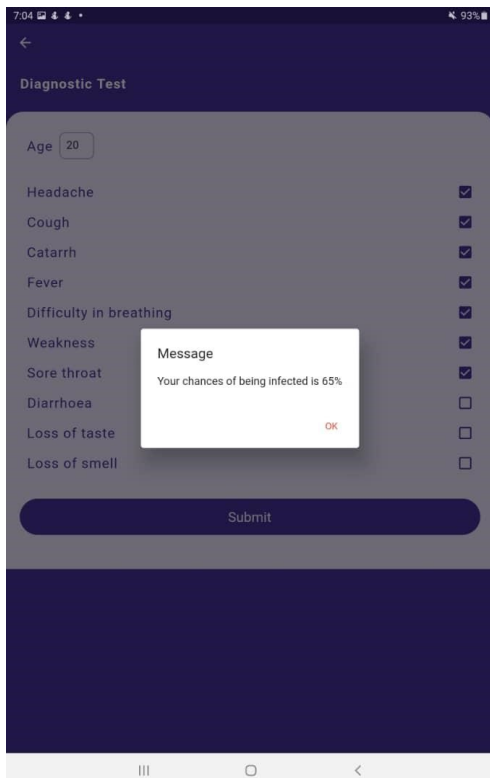 7:04
93%
Diagnostic Test
Age 20
Headache
Cough
Catarrh
Fever
Difficulty in breathing
Weakness
Sore throat
Diarrhoea
Loss of taste
Loss of smell
Message
Your chances of being infected is 65%
OK
Submit